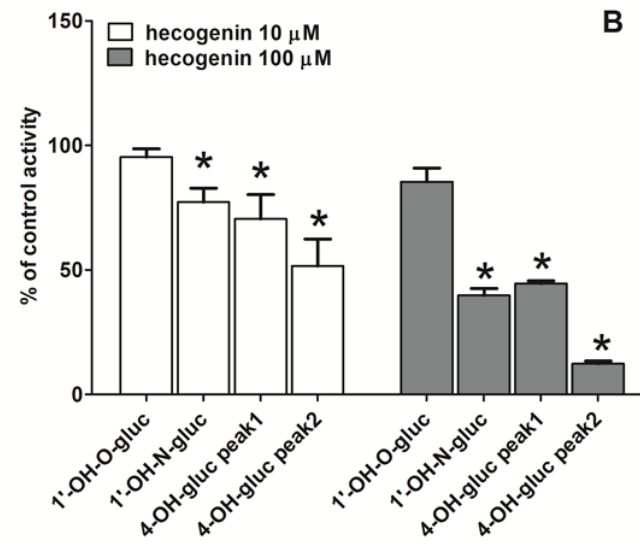 B
hecogenin 10 μM
hecogenin 100 μM
% of control activity
150
100
50
0
* * *
* * *
1'-OH-O-gluc
1'-OH-N-gluc
4-OH-gluc peak1
4-OH-gluc peak2
1'-OH-O-gluc
1'-OH-N-gluc
4-OH-gluc peak1
4-OH-gluc peak2